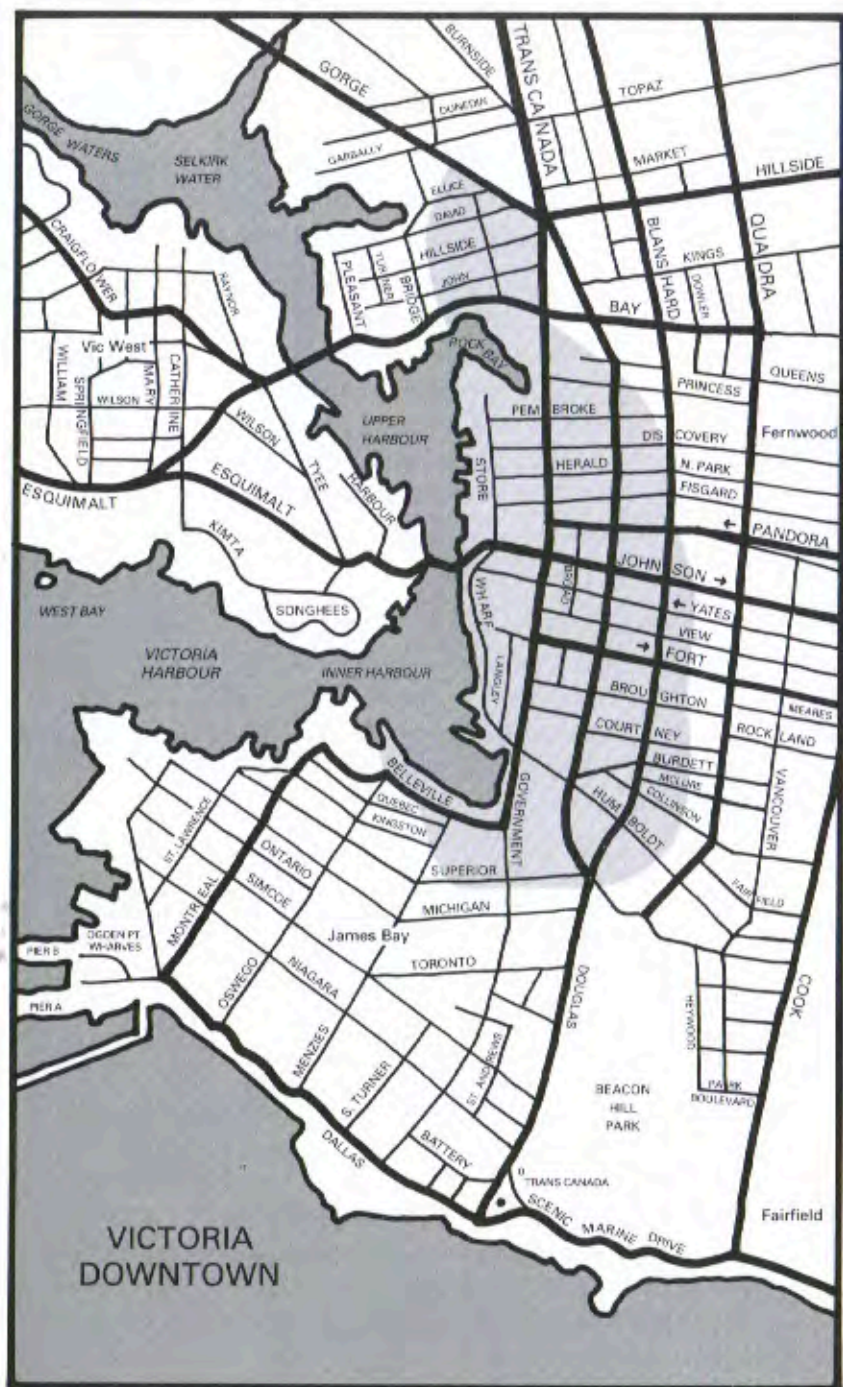 BURNSIDE
GORGE
TRANS CANADA
DUNEDIN
TOPAZ
GORGE WATERS
SELKIRK
WATER
GARBALLY
MARKET
HILLSIDE
ELLICE
DAVID
HILLSIDE
JOHN
BLANSHARD
QUADRA
KINGS
DOWLER
CRAIGFLOWER
RAYNOR
PLEASANT
TURNER
BRIDGE
BAY
Vic West
ROCK BAY
WILLIAM
SPRINGFIELD
WILSON
MARY
CATHERINE
WILSON
TYEE
HARBOUR
UPPER
HARBOUR
STORE
PRINCESS
QUEENS
PEMBROKE
DISCOVERY
Fernwood
HERALD
N. PARK
FISGARD
ESQUIMALT
ESQUIMALT
KIMTA
← PANDORA
JOHNSON →
BROAD
WHARF
← YATES
VIEW
→ FORT
SONGHEES
WEST BAY
VICTORIA
HARBOUR
INNER HARBOUR
LANGLEY
BROUGHTON
MEARES
COURTNEY
ROCKLAND
BURDETT
McLURE
COLLINSON
VANCOUVER
HUMBOLDT
GOVERNMENT
BELLEVILLE
QUEBEC
KINGSTON
ST. LAWRENCE
ONTARIO
SUPERIOR
SIMCOE
MONTREAL
MICHIGAN
FAIRFIELD
OGDEN PT.
WHARVES
PIER B
PIER A
James Bay
NIAGARA
TORONTO
OSWEGO
MENZIES
DOUGLAS
HEYWOOD
COOK
S. TURNER
ST. ANDREWS
BEACON
HILL
PARK
PARK
BOULEVARD
DALLAS
BATTERY
0
TRANS CANADA
SCENIC MARINE DRIVE
Fairfield
VICTORIA
DOWNTOWN